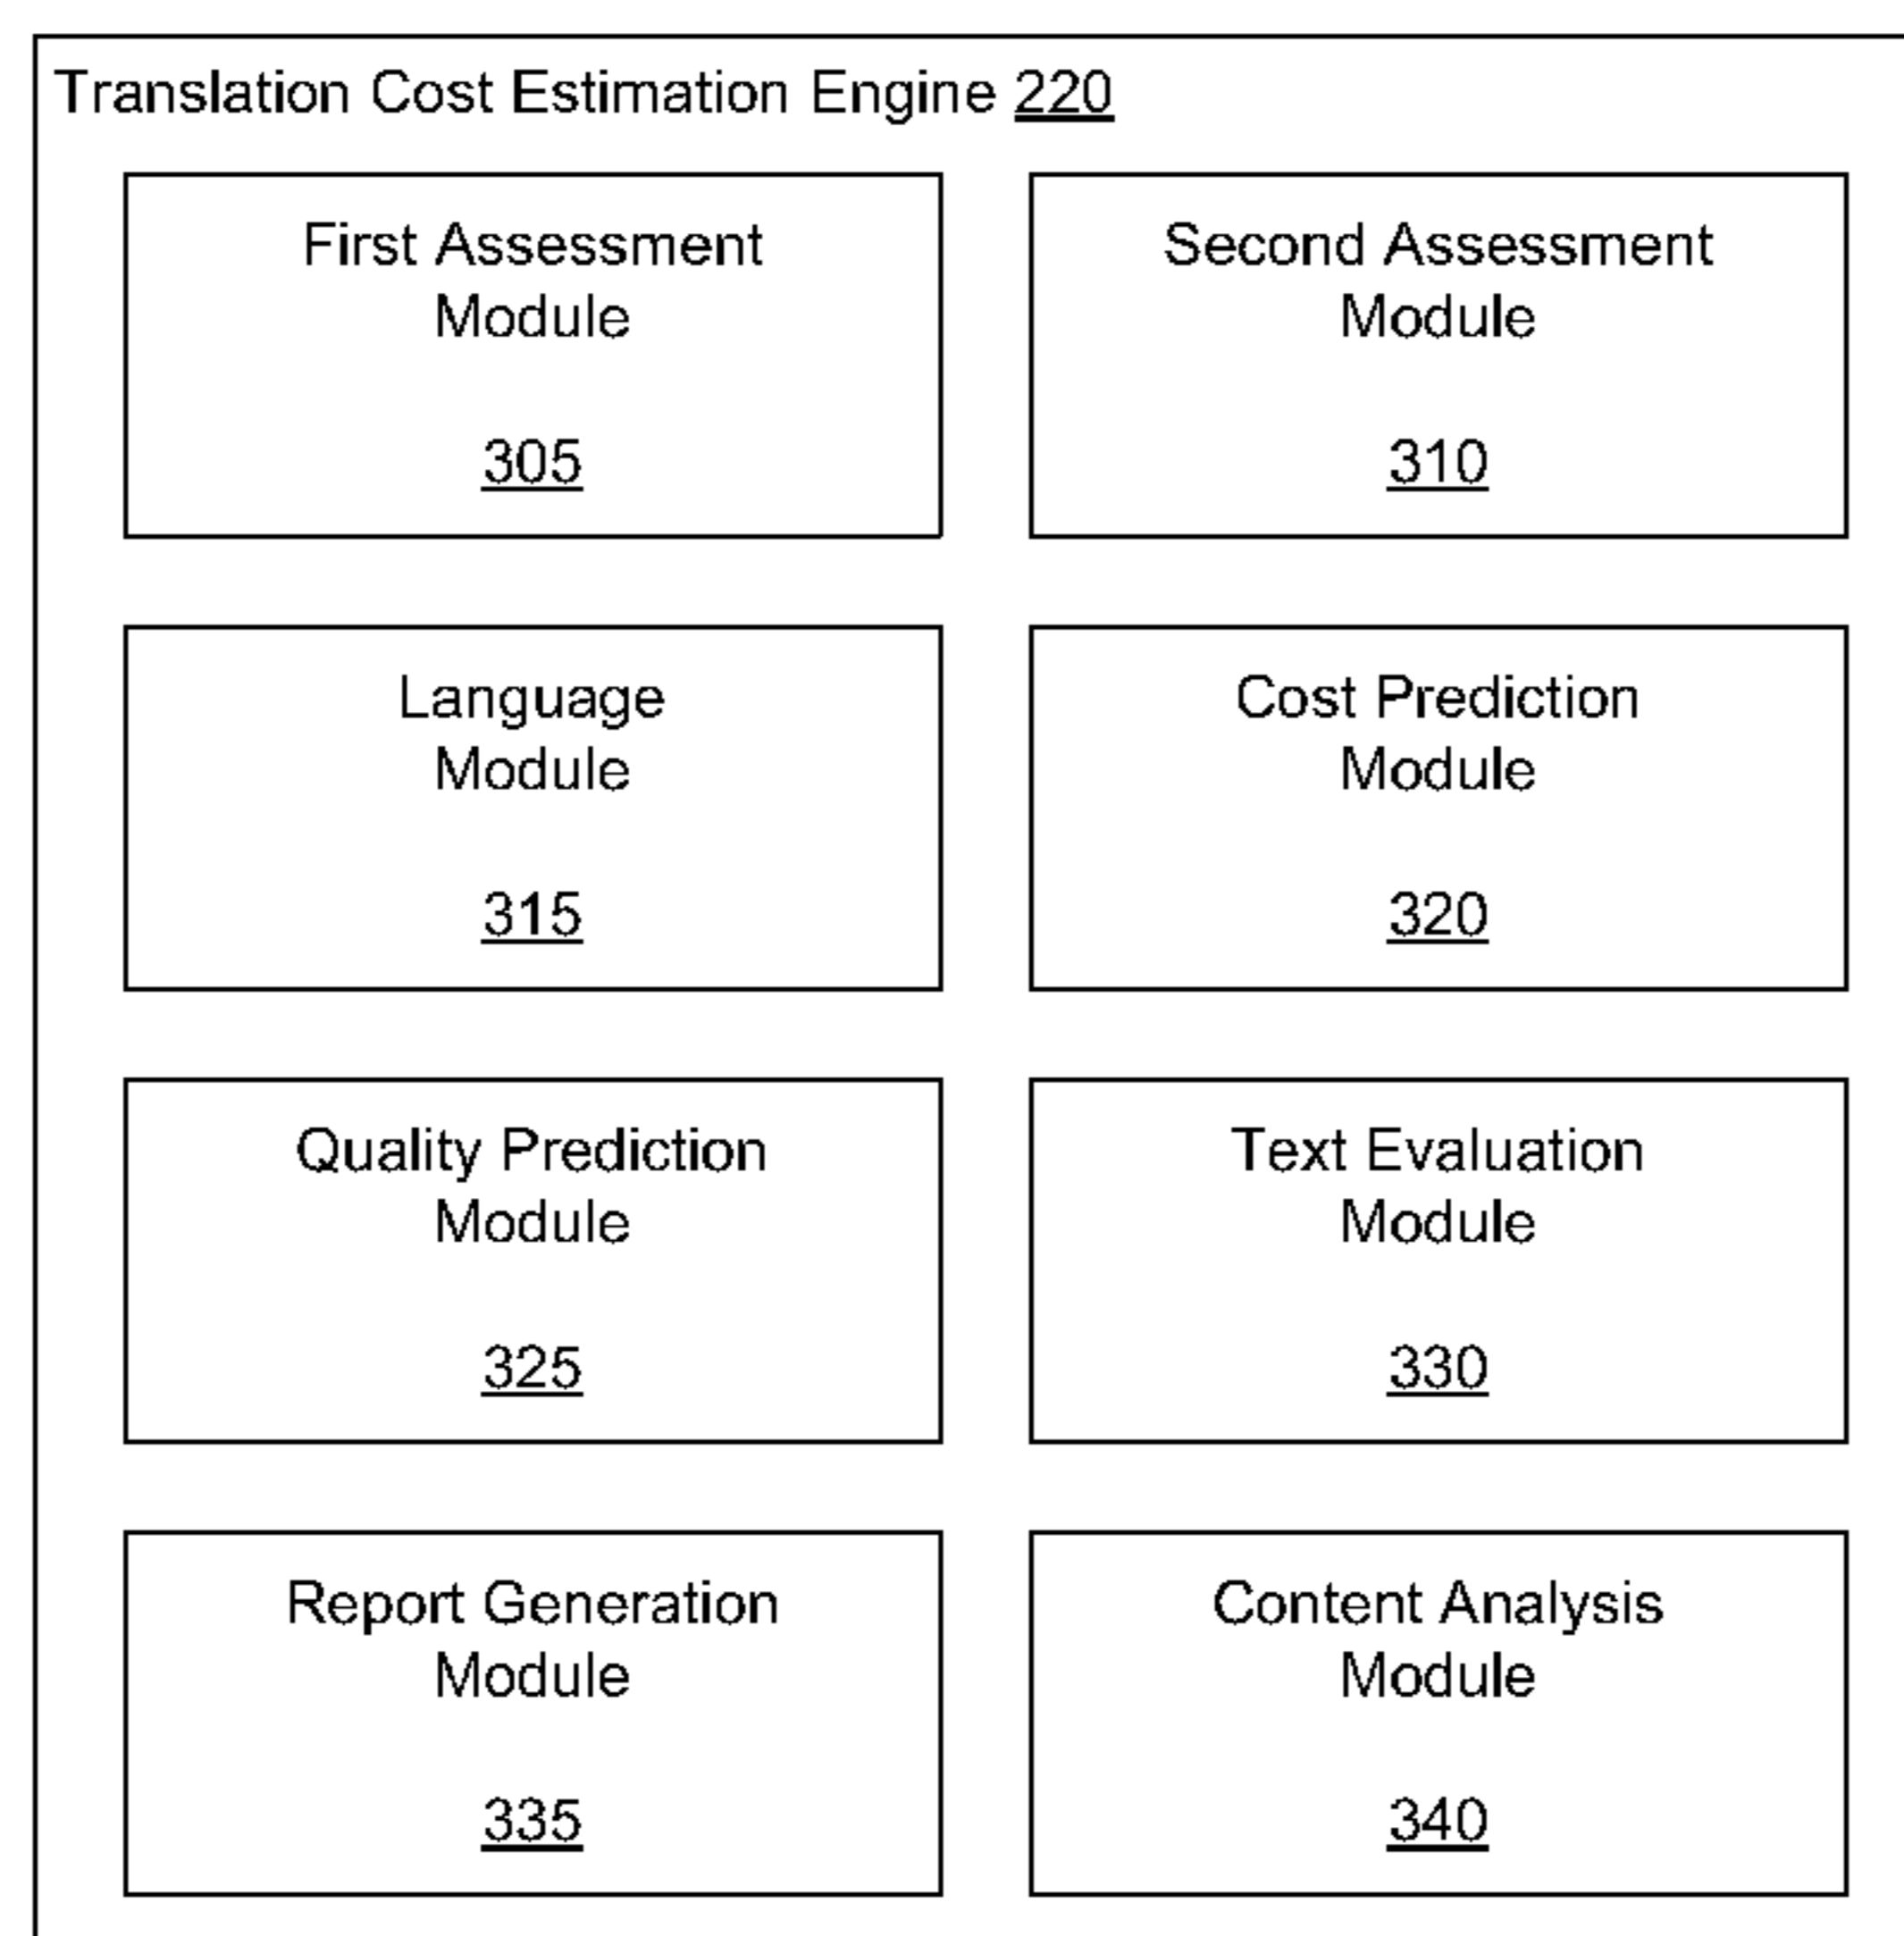 Translation Cost Estimation Engine 220
First Assessment
Module
305
Second Assessment
Module
310
Language
Module
315
Cost Prediction
Module
320
Quality Prediction
Module
325
Text Evaluation
Module
330
Report Generation
Module
335
Content Analysis
Module
340